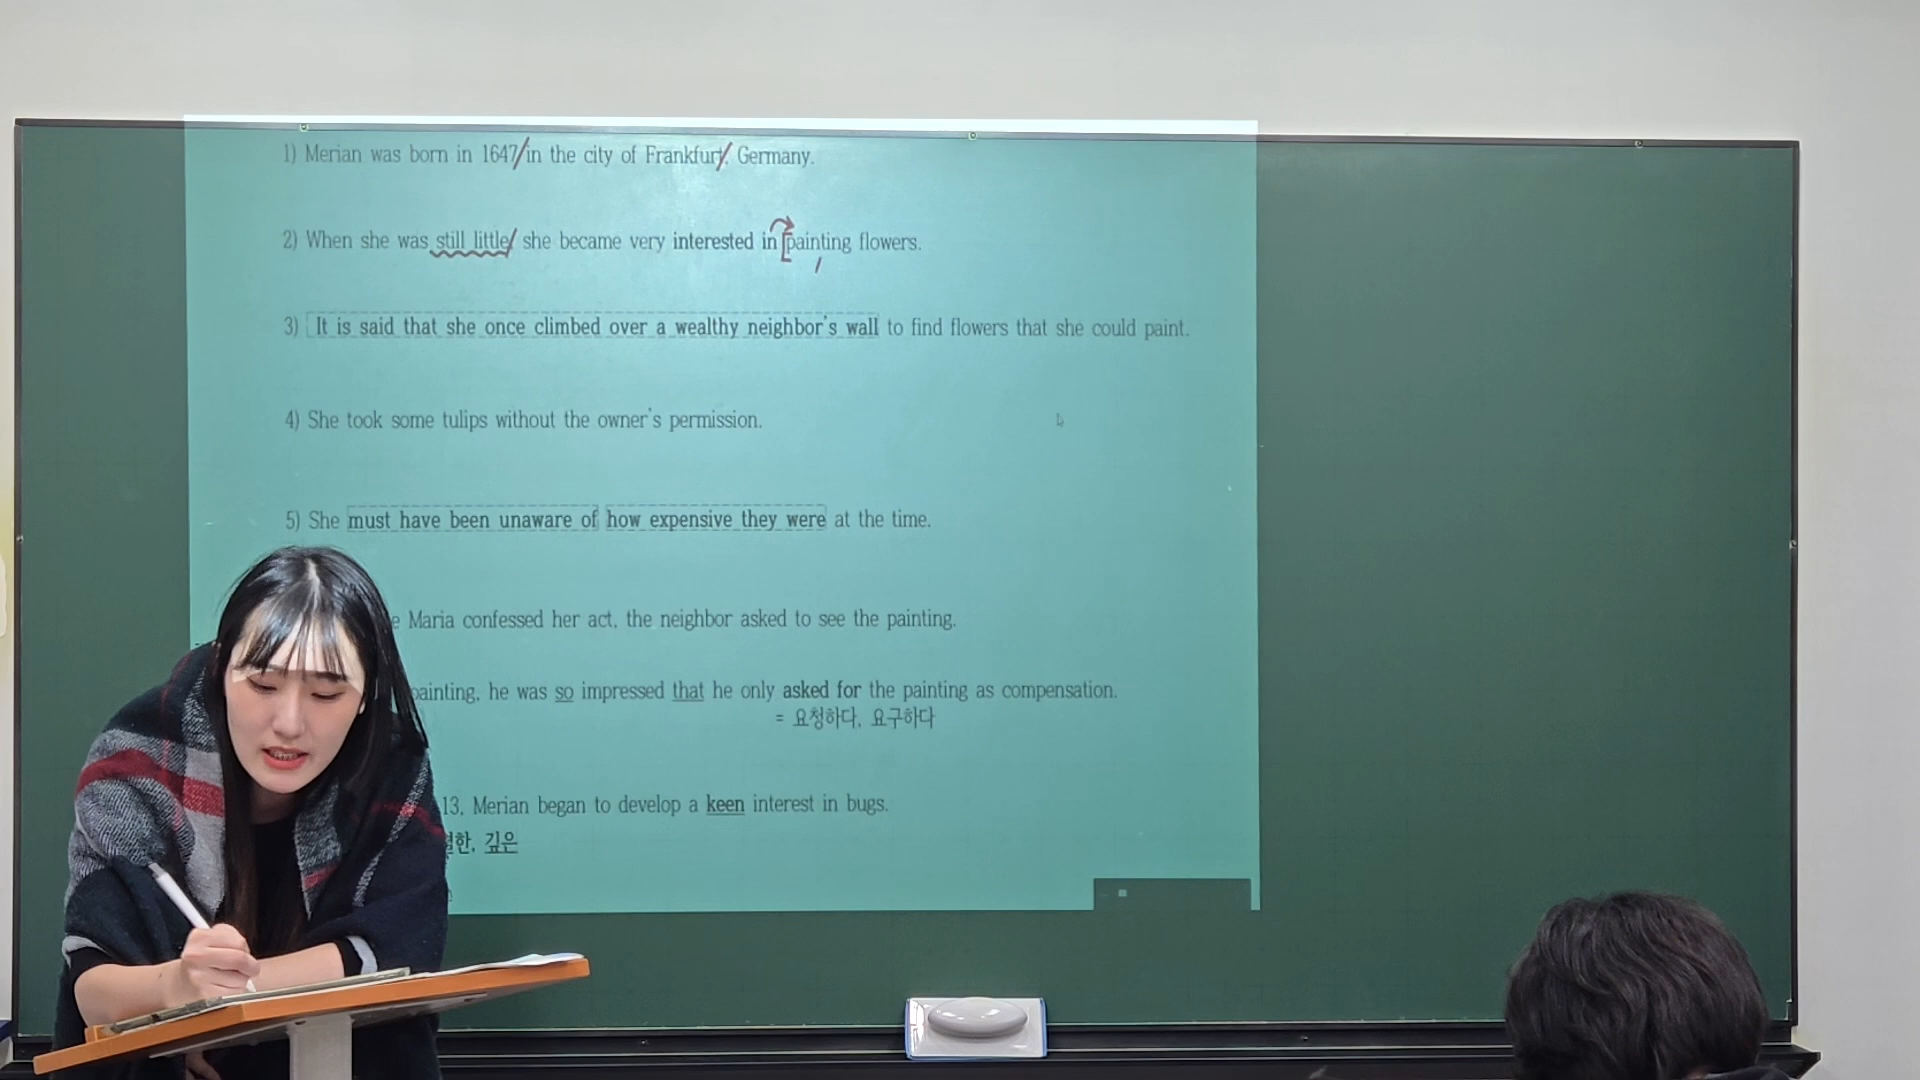 1) Merian was born in 1647 in the city of Frankfurt, Germany.
2) When she was still little, she became very interested in painting flowers.
3) It is said that she once climbed over a wealthy neighbor's wall to find flowers that she could paint.
4) She took some tulips without the owner's permission.
5) She must have been unaware of how expensive they were at the time.
Maria confessed her act, the neighbor asked to see the painting.
painting, he was so impressed that he only asked for the painting as compensation.
= 요청하다, 요구하다
13, Merian began to develop a keen interest in bugs.
깊은